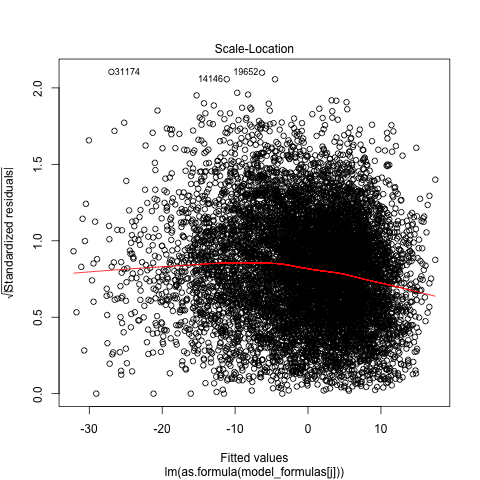 Scale-Location
31174
19652
14146
2.0
1.5
1.0
0.5
0.0
√|Standardized residuals|
-30 -20 -10 0 10
Fitted values
lm(as.formula(model_formulas[j]))